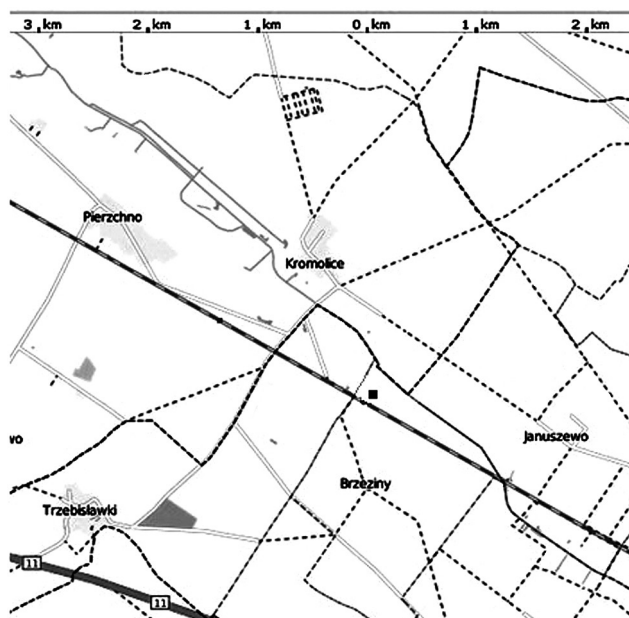 3. km 2. km 1. km 0. km 1. km 2. km
Pierzchno
Kromolice
wo
Januszewo
Brzeziny
Trzebisławki
11
11